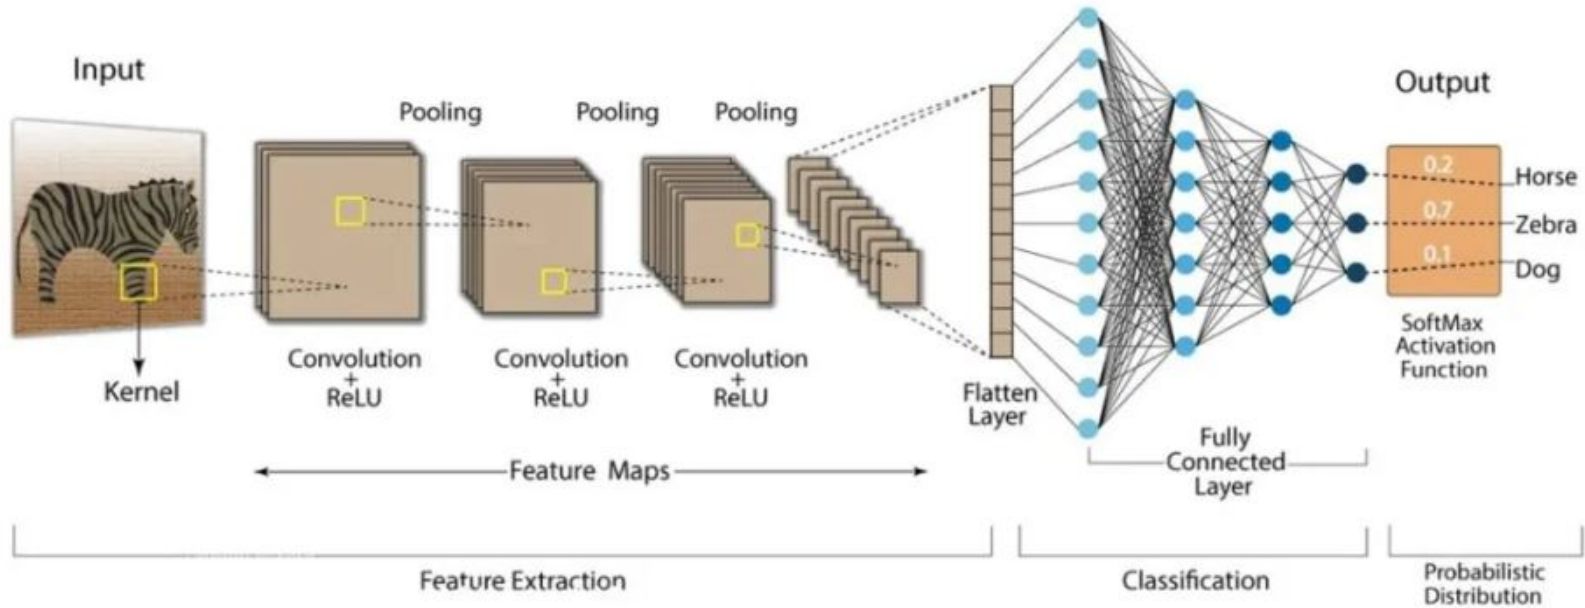 Input
Output
Pooling
Pooling
Pooling
0.2
Horse
0.7
Zebra
0.1
Dog
Kernel
Convolution
+
ReLU
Convolution
+
ReLU
Convolution
+
ReLU
Flatten
Layer
SoftMax
Activation
Function
Feature Maps
Fully
Connected
Layer
Feature Extraction
Classification
Probabilistic
Distribution